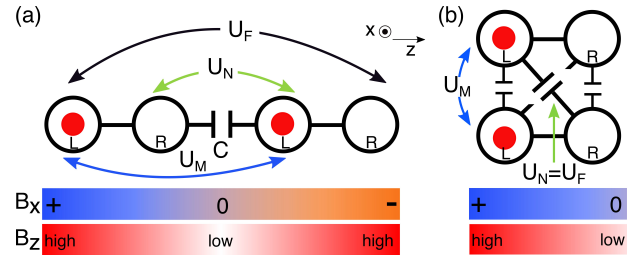 (a)
U_F
U_N
L R C L R
U_M
B_x + 0 -
B_z high low high
x
z
(b)
L R
U_M
L R
U_N=U_F
+ 0
high low